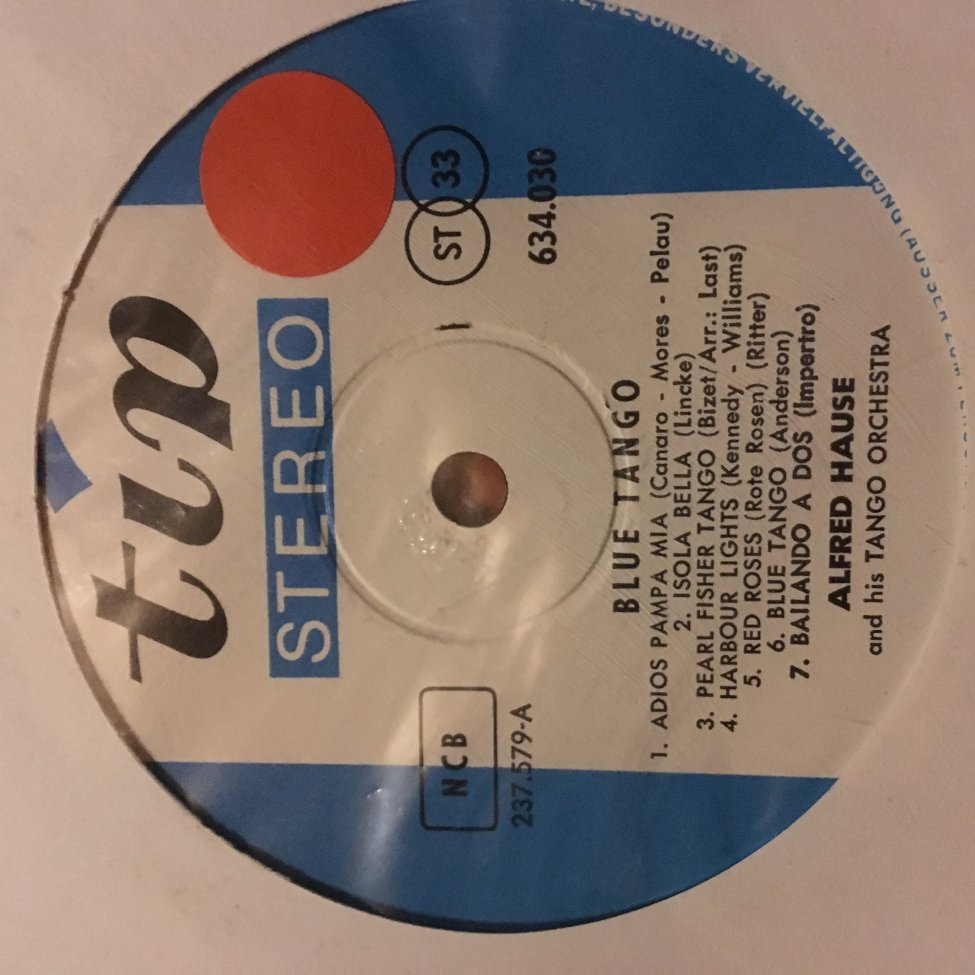 tip
STEREO
NCB
ST 33
237.579-A
634.030
BLUE TANGO
1. ADIOS PAMPA MIA (Canaro - Mores - Pelau)
2. ISOLA BELLA (Lincke)
3. PEARL FISHER TANGO (Bizet/Arr.: Last)
4. HARBOUR LIGHTS (Kennedy - Williams)
5. RED ROSES (Rote Rosen) (Ritter)
6. BLUE TANGO (Anderson)
7. BAILANDO A DOS (Impertro)
ALFRED HAUSE
and his TANGO ORCHESTRA
BESONDERS VERVIELFÄLTIGUNG